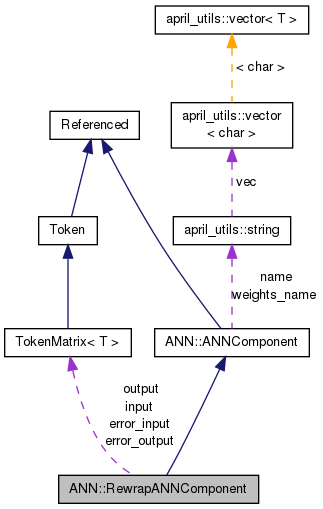 april_utils::vector< T >
< char >
april_utils::vector
< char >
Referenced
vec
Token
april_utils::string
name
weights_name
TokenMatrix< T >
ANN::ANNComponent
output
input
error_input
error_output
ANN::RewrapANNComponent